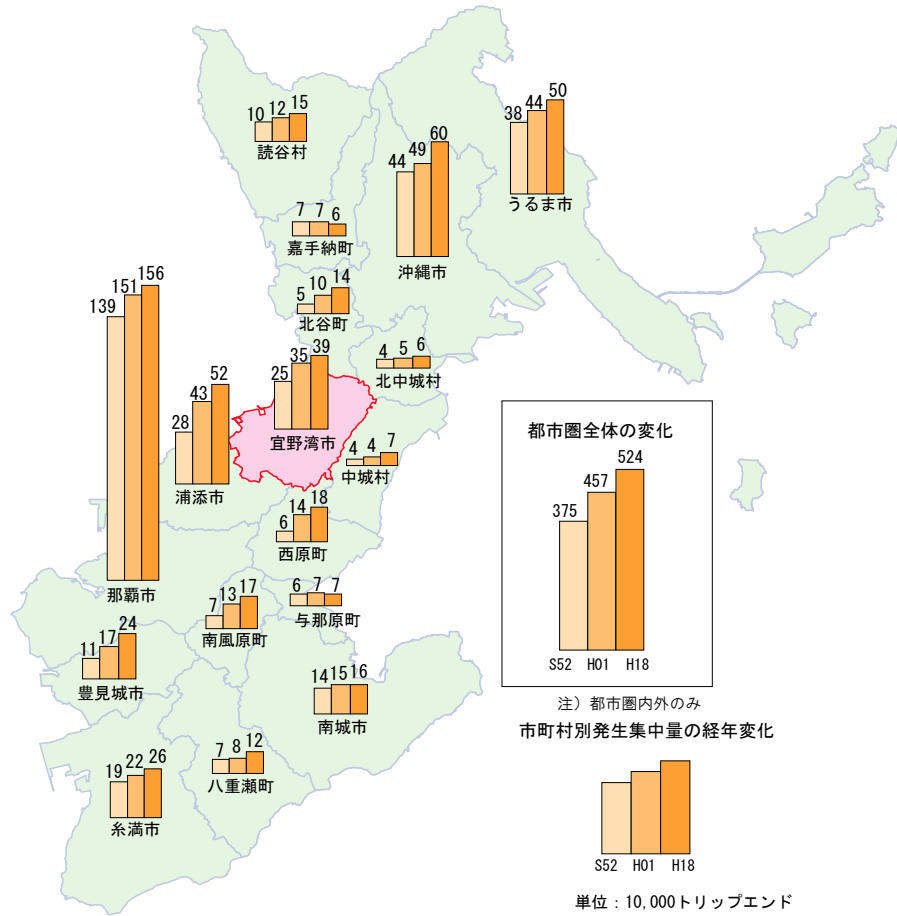 10 12 15
読谷村
38 44 50
うるま市
44 49 60
沖縄市
7 7 6
嘉手納町
5 10 14
北谷町
139 151 156
那覇市
25 35 39
宜野湾市
4 5 6
北中城村
28 43 52
浦添市
4 4 7
中城村
6 14 18
西原町
7 13 17
南風原町
6 7 7
与那原町
11 17 24
豊見城市
14 15 16
南城市
7 8 12
八重瀬町
19 22 26
糸満市
都市圏全体の変化
375 457 524
S52 H01 H18
注）都市圏内外のみ
市町村別発生集中量の経年変化
S52 H01 H18
単位：10,000トリップエンド